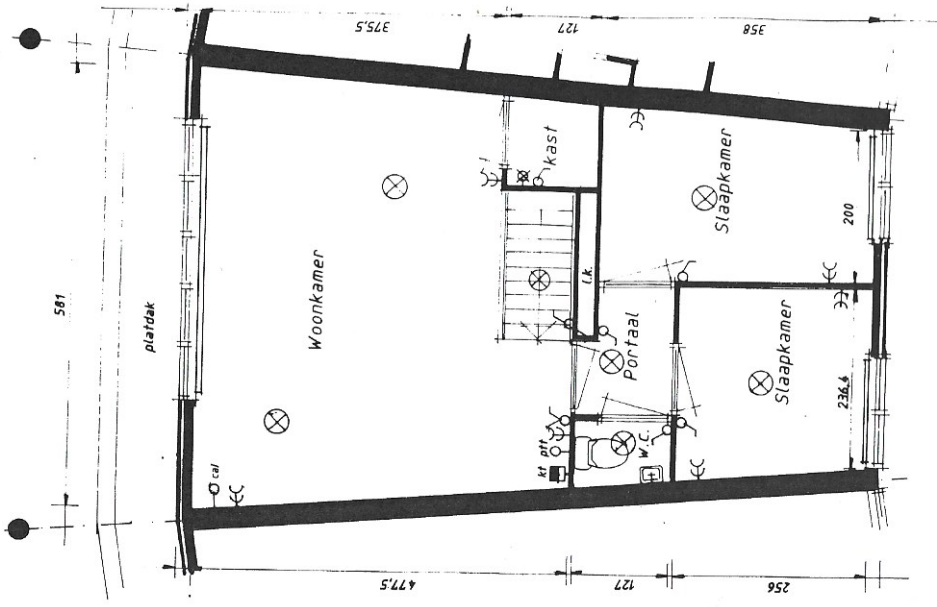 375,5
127
358
581
platdak
Woonkamer
kast
Slaapkamer
200
l.k.
Portaal
Slaapkamer
236,4
cal
kt
ptt
W.C.
477,5
127
256